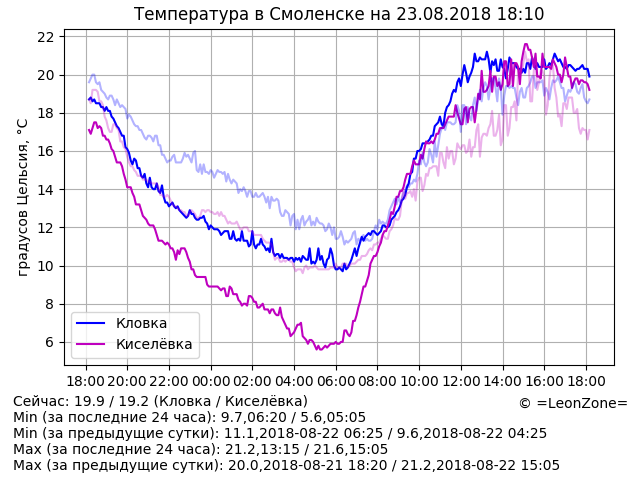 Температура в Смоленске на 23.08.2018 18:10
градусов Цельсия, °C
22
20
18
16
14
12
10
8
6
Кловка
Киселёвка
18:00 20:00 22:00 00:00 02:00 04:00 06:00 08:00 10:00 12:00 14:00 16:00 18:00
Сейчас: 19.9 / 19.2 (Кловка / Киселёвка)
© =LeonZone=
Min (за последние 24 часа): 9.7,06:20 / 5.6,05:05
Min (за предыдущие сутки): 11.1,2018-08-22 06:25 / 9.6,2018-08-22 04:25
Max (за последние 24 часа): 21.2,13:15 / 21.6,15:05
Max (за предыдущие сутки): 20.0,2018-08-21 18:20 / 21.2,2018-08-22 15:05